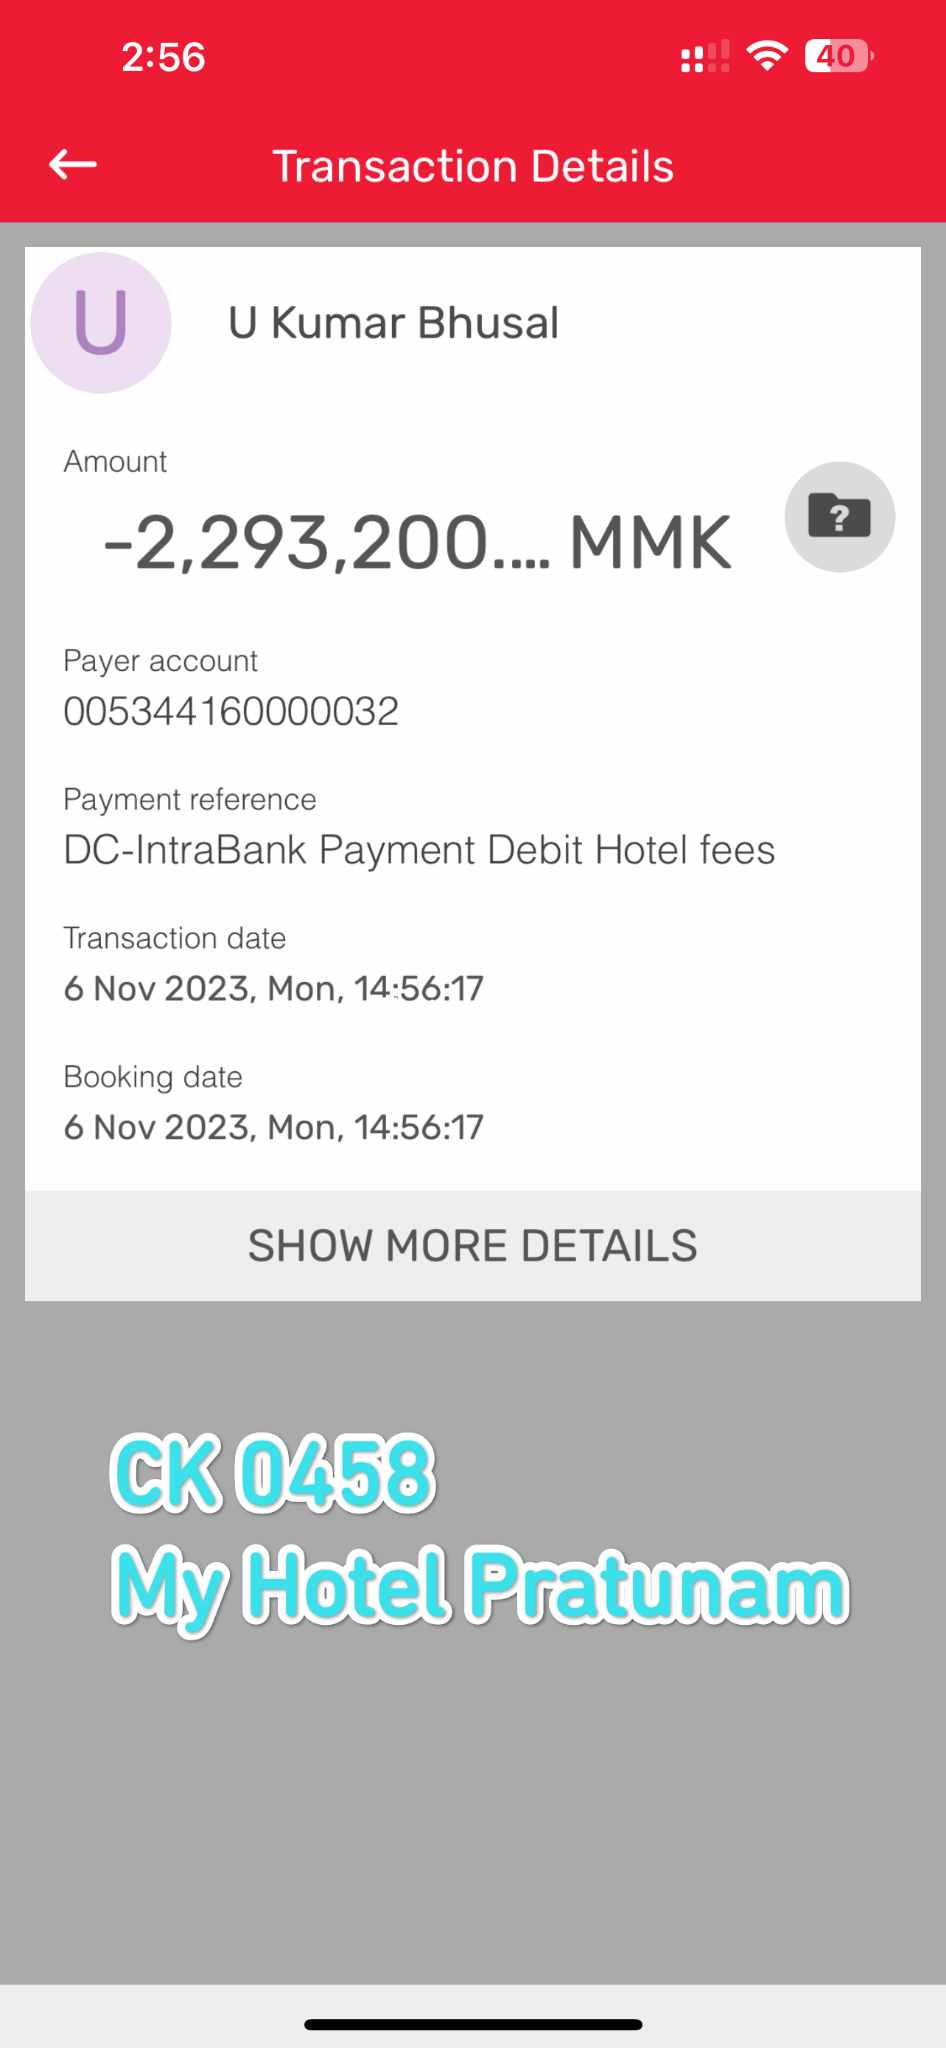 2:56
40
Transaction Details
U
U Kumar Bhusal
Amount
-2,293,200.... MMK
?
Payer account
005344160000032
Payment reference
DC-IntraBank Payment Debit Hotel fees
Transaction date
6 Nov 2023, Mon, 14:56:17
Booking date
6 Nov 2023, Mon, 14:56:17
SHOW MORE DETAILS
CK 0458
My Hotel Pratunam